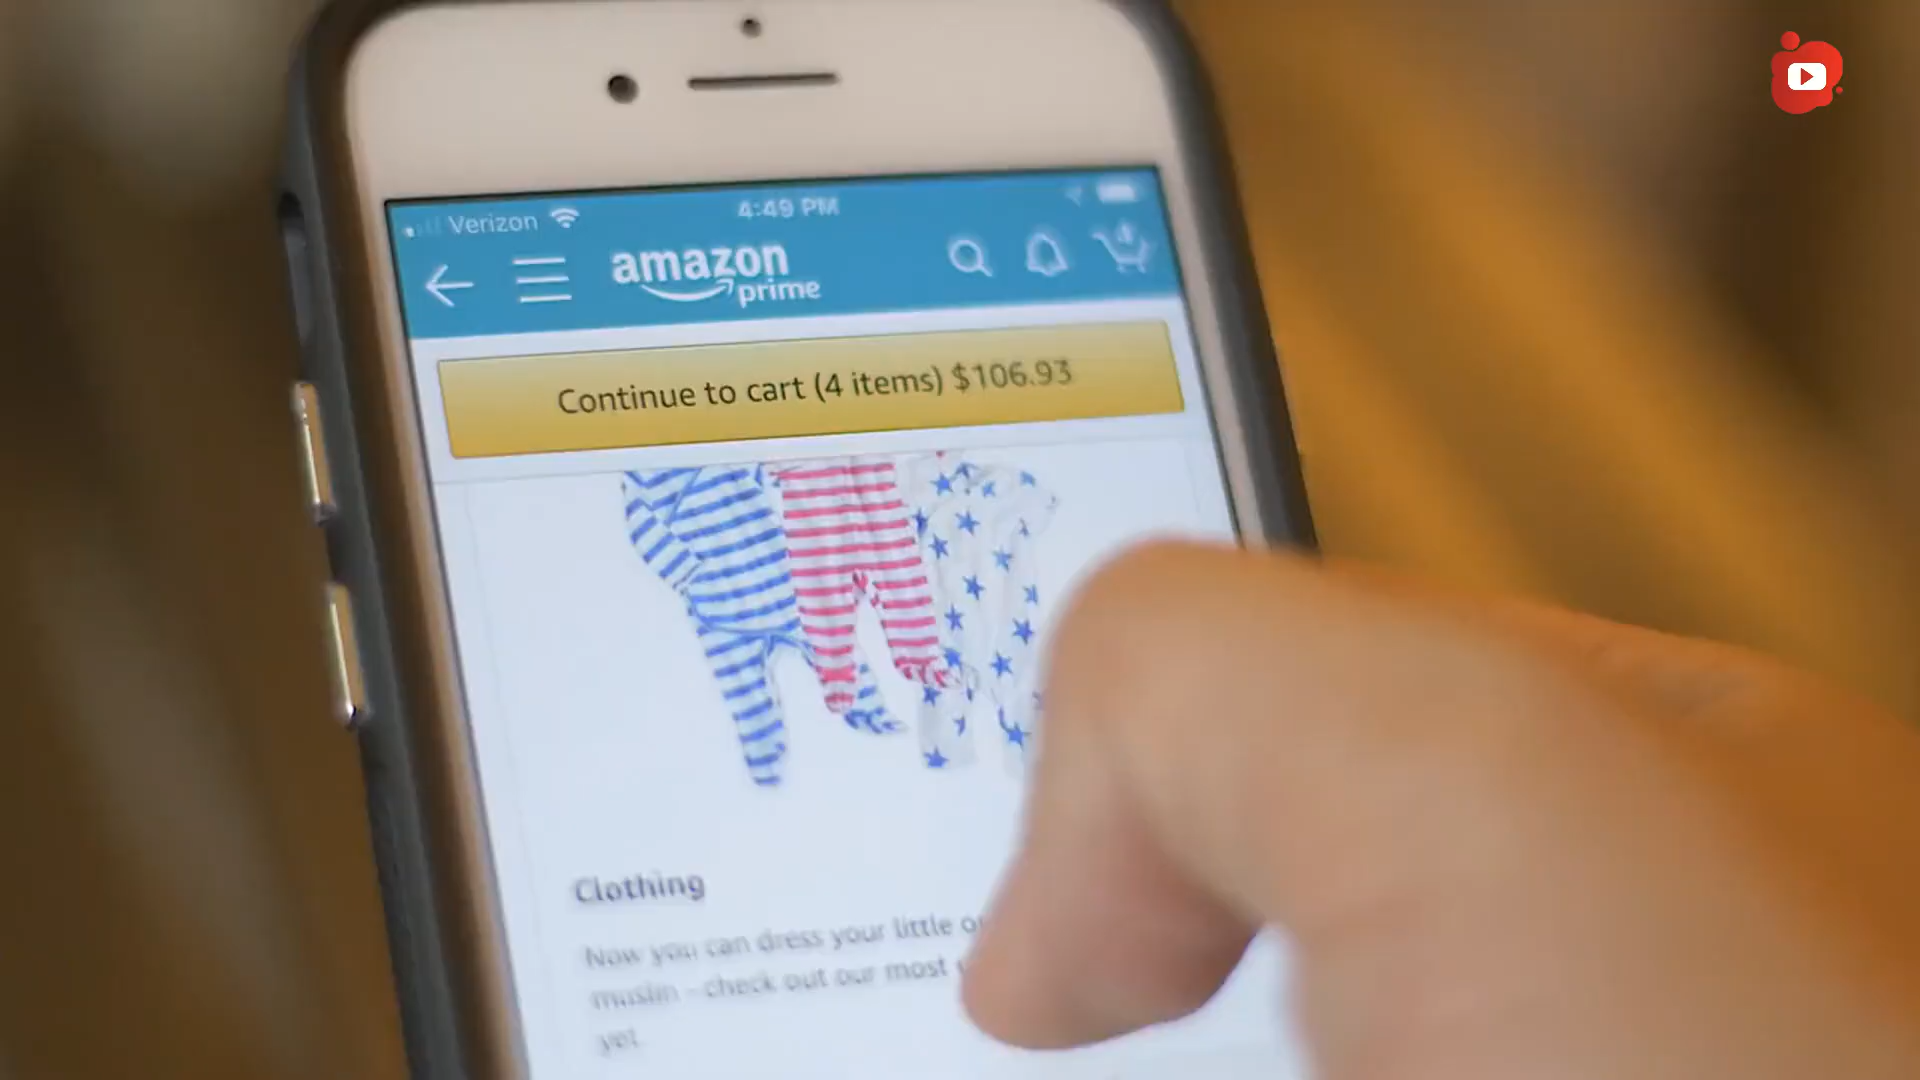 Verizon
4:49 PM
amazon
prime
4
Continue to cart (4 items) $106.93
Clothing
Now you can dress your little
muslin - check out our most
yet.